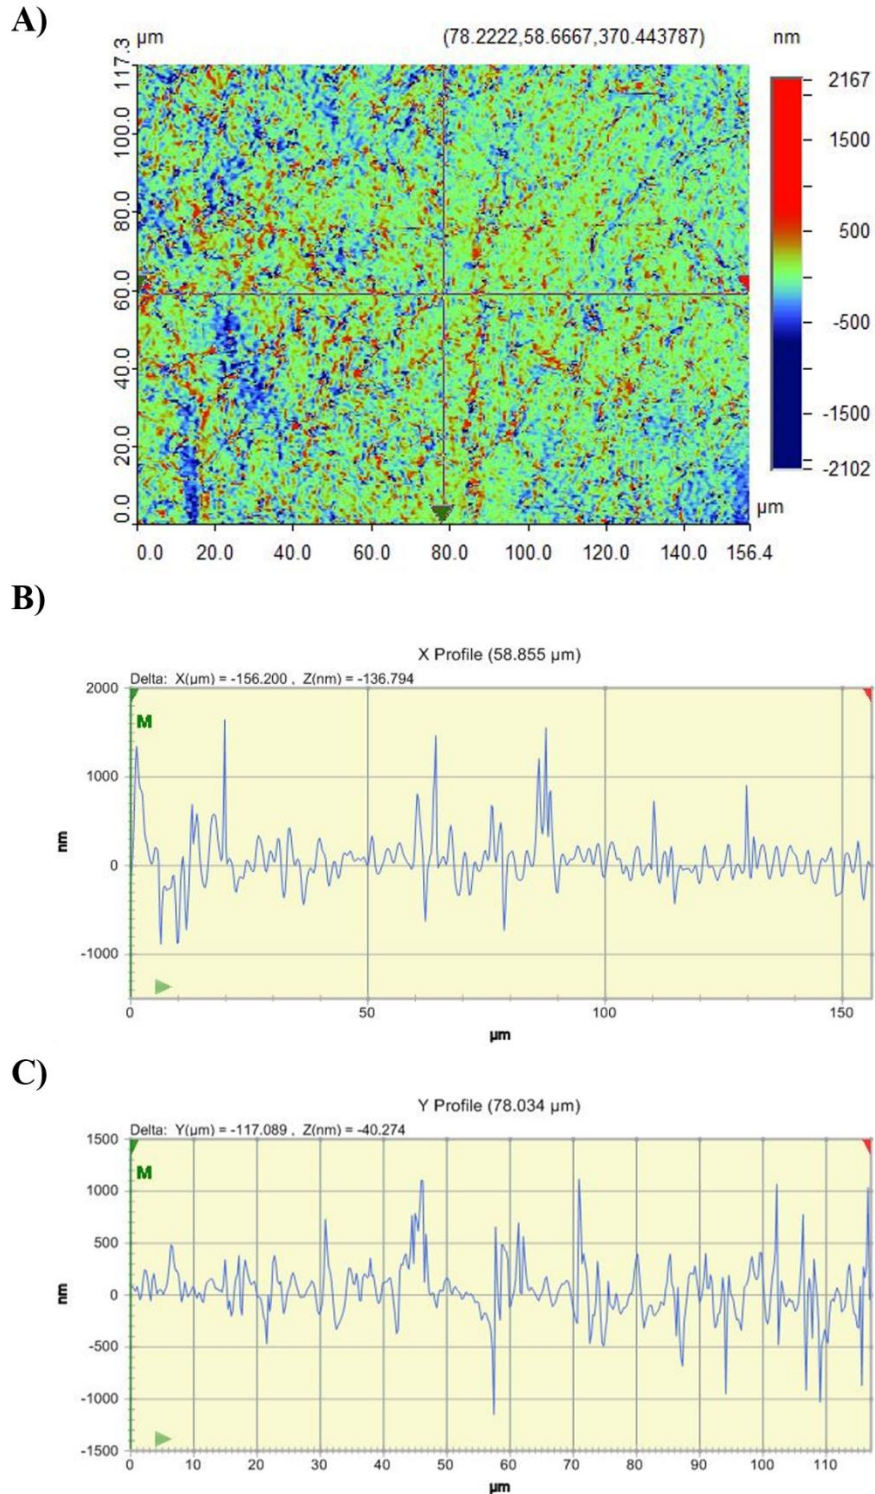 A)
µm (78.2222,58.6667,370.443787) nm
117.3
100.0
80.0
60.0
40.0
20.0
0.0
2167
1500
500
-500
-1500
-2102
µm
0.0 20.0 40.0 60.0 80.0 100.0 120.0 140.0 156.4
B)
X Profile (58.855 µm)
Delta: X(µm) = -156.200 , Z(nm) = -136.794
2000
M
1000
nm
0
-1000
0 50 100 150
µm
C)
Y Profile (78.034 µm)
Delta: Y(µm) = -117.089 , Z(nm) = -40.274
1500
M
1000
500
nm
0
-500
-1000
-1500
0 10 20 30 40 50 60 70 80 90 100 110
µm